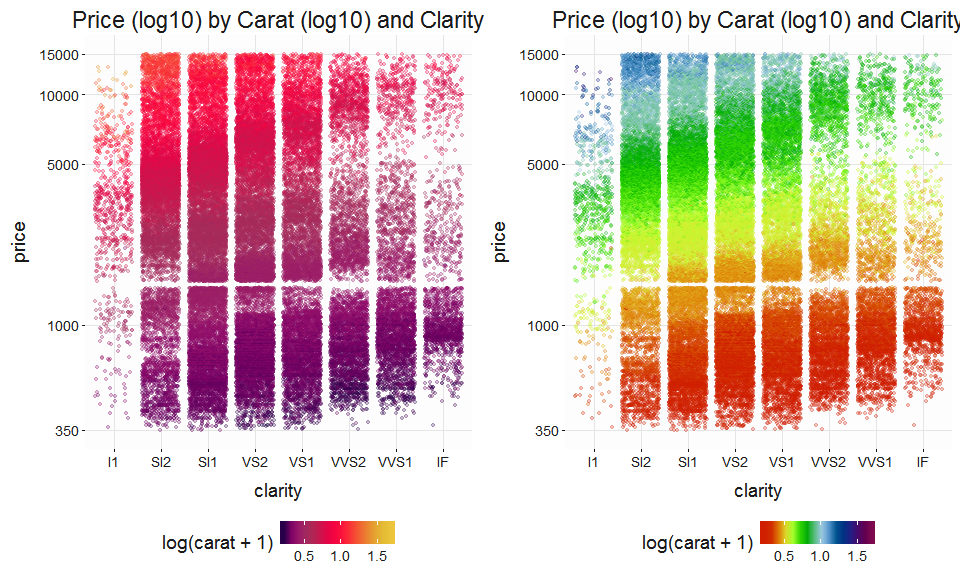 Price (log10) by Carat (log10) and Clarity
price
15000
10000
5000
1000
350
I1 SI2 SI1 VS2 VS1 VVS2 VVS1 IF
clarity
log(carat + 1)
0.5 1.0 1.5
Price (log10) by Carat (log10) and Clarity
price
15000
10000
5000
1000
350
I1 SI2 SI1 VS2 VS1 VVS2 VVS1 IF
clarity
log(carat + 1)
0.5 1.0 1.5